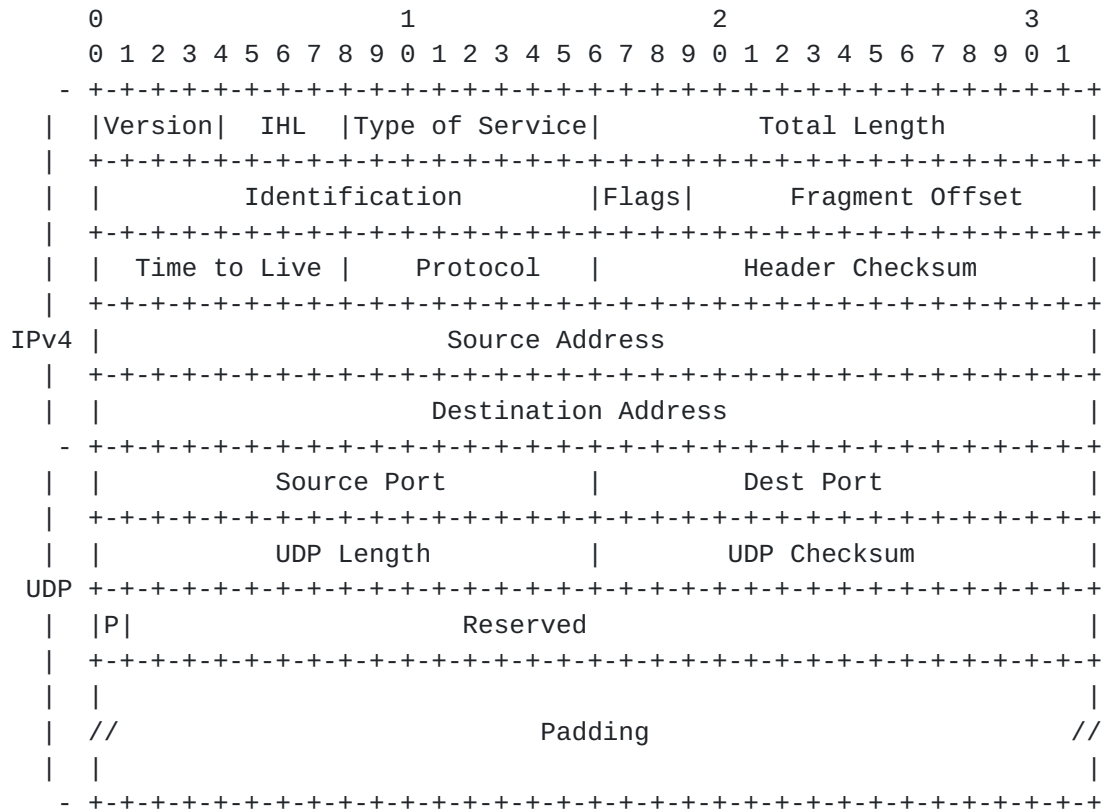 0                   1                   2                   3
0 1 2 3 4 5 6 7 8 9 0 1 2 3 4 5 6 7 8 9 0 1 2 3 4 5 6 7 8 9 0 1
- +-+-+-+-+-+-+-+-+-+-+-+-+-+-+-+-+-+-+-+-+-+-+-+-+-+-+-+-+-+-+-+-+
| |Version|  IHL  |Type of Service|          Total Length         |
| +-+-+-+-+-+-+-+-+-+-+-+-+-+-+-+-+-+-+-+-+-+-+-+-+-+-+-+-+-+-+-+-+
| |         Identification        |Flags|      Fragment Offset    |
| +-+-+-+-+-+-+-+-+-+-+-+-+-+-+-+-+-+-+-+-+-+-+-+-+-+-+-+-+-+-+-+-+
| |  Time to Live |    Protocol   |         Header Checksum       |
| +-+-+-+-+-+-+-+-+-+-+-+-+-+-+-+-+-+-+-+-+-+-+-+-+-+-+-+-+-+-+-+-+
IPv4 |                      Source Address                           |
| +-+-+-+-+-+-+-+-+-+-+-+-+-+-+-+-+-+-+-+-+-+-+-+-+-+-+-+-+-+-+-+-+
| |                     Destination Address                       |
- +-+-+-+-+-+-+-+-+-+-+-+-+-+-+-+-+-+-+-+-+-+-+-+-+-+-+-+-+-+-+-+-+
| |           Source Port         |         Dest Port             |
| +-+-+-+-+-+-+-+-+-+-+-+-+-+-+-+-+-+-+-+-+-+-+-+-+-+-+-+-+-+-+-+-+
| |           UDP Length          |        UDP Checksum           |
UDP +-+-+-+-+-+-+-+-+-+-+-+-+-+-+-+-+-+-+-+-+-+-+-+-+-+-+-+-+-+-+-+-+
| |P|                     Reserved                                |
| +-+-+-+-+-+-+-+-+-+-+-+-+-+-+-+-+-+-+-+-+-+-+-+-+-+-+-+-+-+-+-+-+
| |                                                               |
| //                           Padding                           //
| |                                                               |
- +-+-+-+-+-+-+-+-+-+-+-+-+-+-+-+-+-+-+-+-+-+-+-+-+-+-+-+-+-+-+-+-+